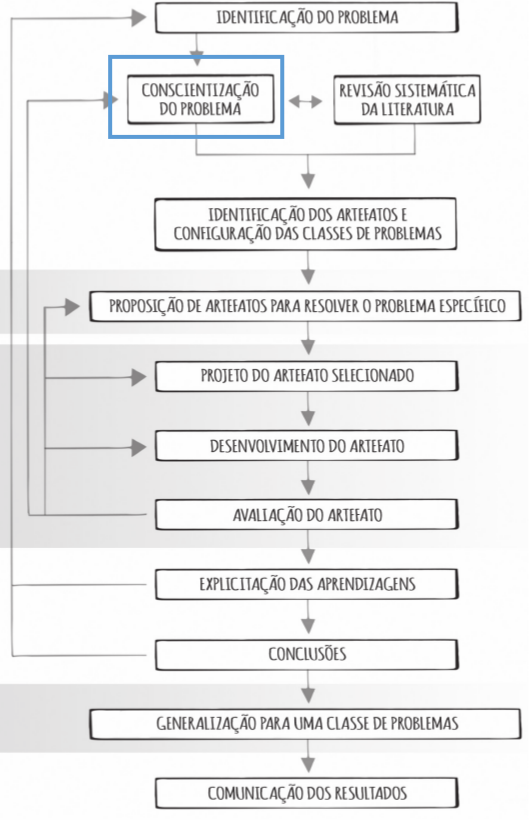 IDENTIFICAÇÃO DO PROBLEMA
CONSCIENTIZAÇÃO
DO PROBLEMA
REVISÃO SISTEMÁTICA
DA LITERATURA
IDENTIFICAÇÃO DOS ARTEFATOS E
CONFIGURAÇÃO DAS CLASSES DE PROBLEMAS
PROPOSIÇÃO DE ARTEFATOS PARA RESOLVER O PROBLEMA ESPECÍFICO
PROJETO DO ARTEFATO SELECIONADO
DESENVOLVIMENTO DO ARTEFATO
AVALIAÇÃO DO ARTEFATO
EXPLICITAÇÃO DAS APRENDIZAGENS
CONCLUSÕES
GENERALIZAÇÃO PARA UMA CLASSE DE PROBLEMAS
COMUNICAÇÃO DOS RESULTADOS